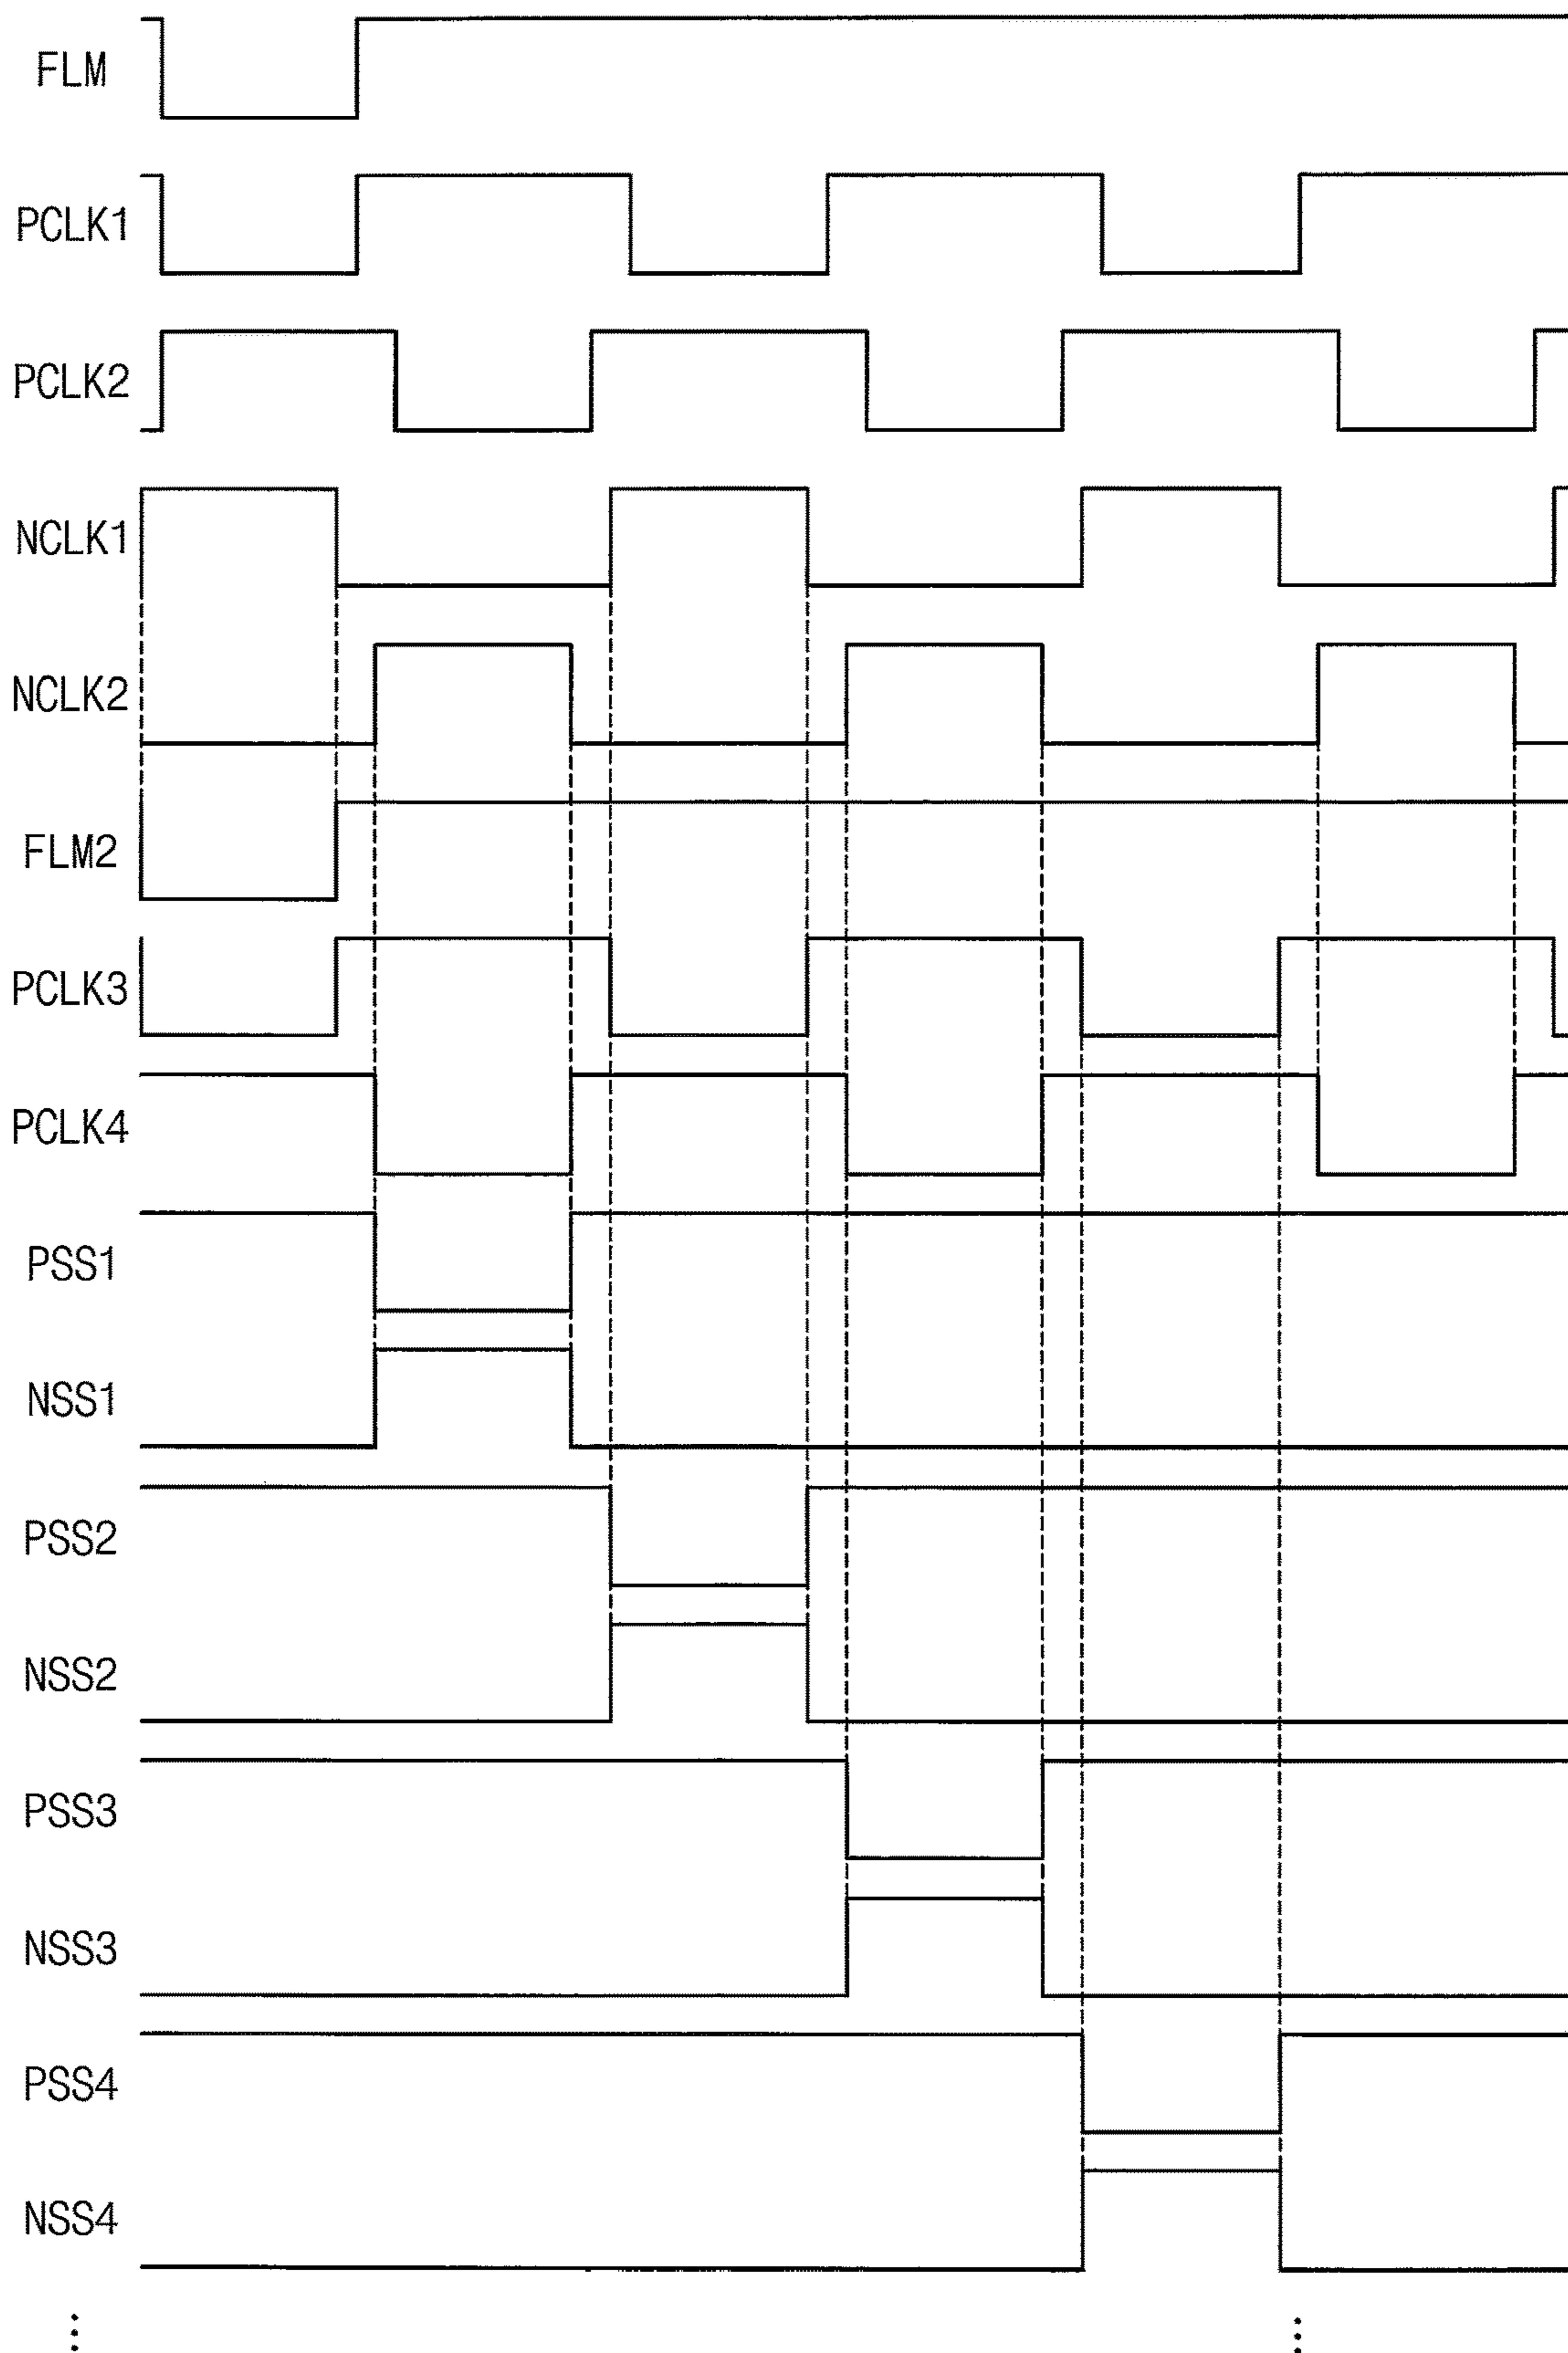 FLM
PCLK1
PCLK2
NCLK1
NCLK2
FLM2
PCLK3
PCLK4
PSS1
NSS1
PSS2
NSS2
PSS3
NSS3
PSS4
NSS4